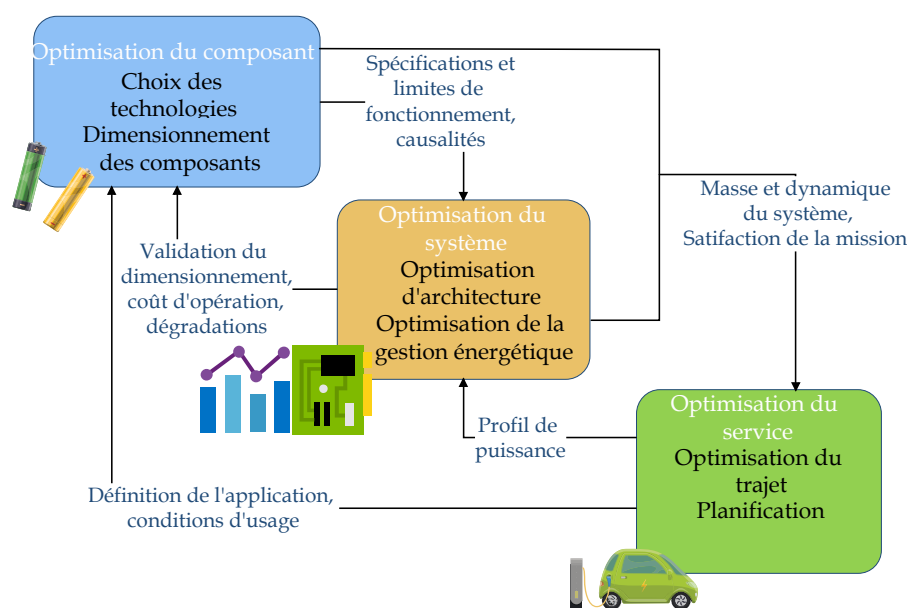 Optimisation du composant
Choix des
technologies
Dimensionnement
des composants
Spécifications et
limites de
fonctionnement,
causalités
Masse et dynamique
du système,
Satifaction de la mission
Optimisation du
système
Optimisation
d'architecture
Optimisation de la
gestion énergétique
Validation du
dimensionnement,
coût d'opération,
dégradations
Profil de
puissance
Optimisation du
service
Optimisation du
trajet
Planification
Définition de l'application,
conditions d'usage